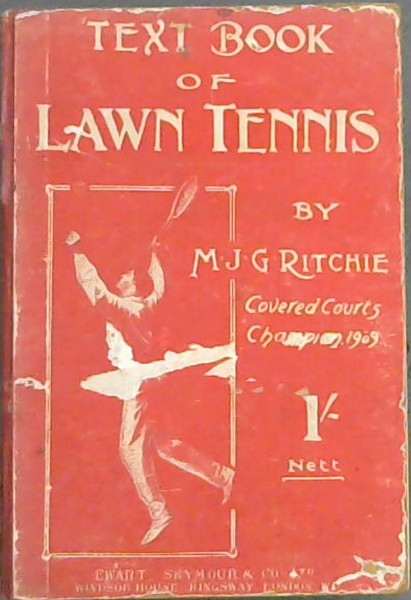 TEXT BOOK
OF
LAWN TENNIS
BY
M.J.G. RITCHIE
Covered Courts
Champion. 1909.
1/-
Nett
EWART SEYMOUR & CO LTD
WINDSOR HOUSE KINGSWAY LONDON W